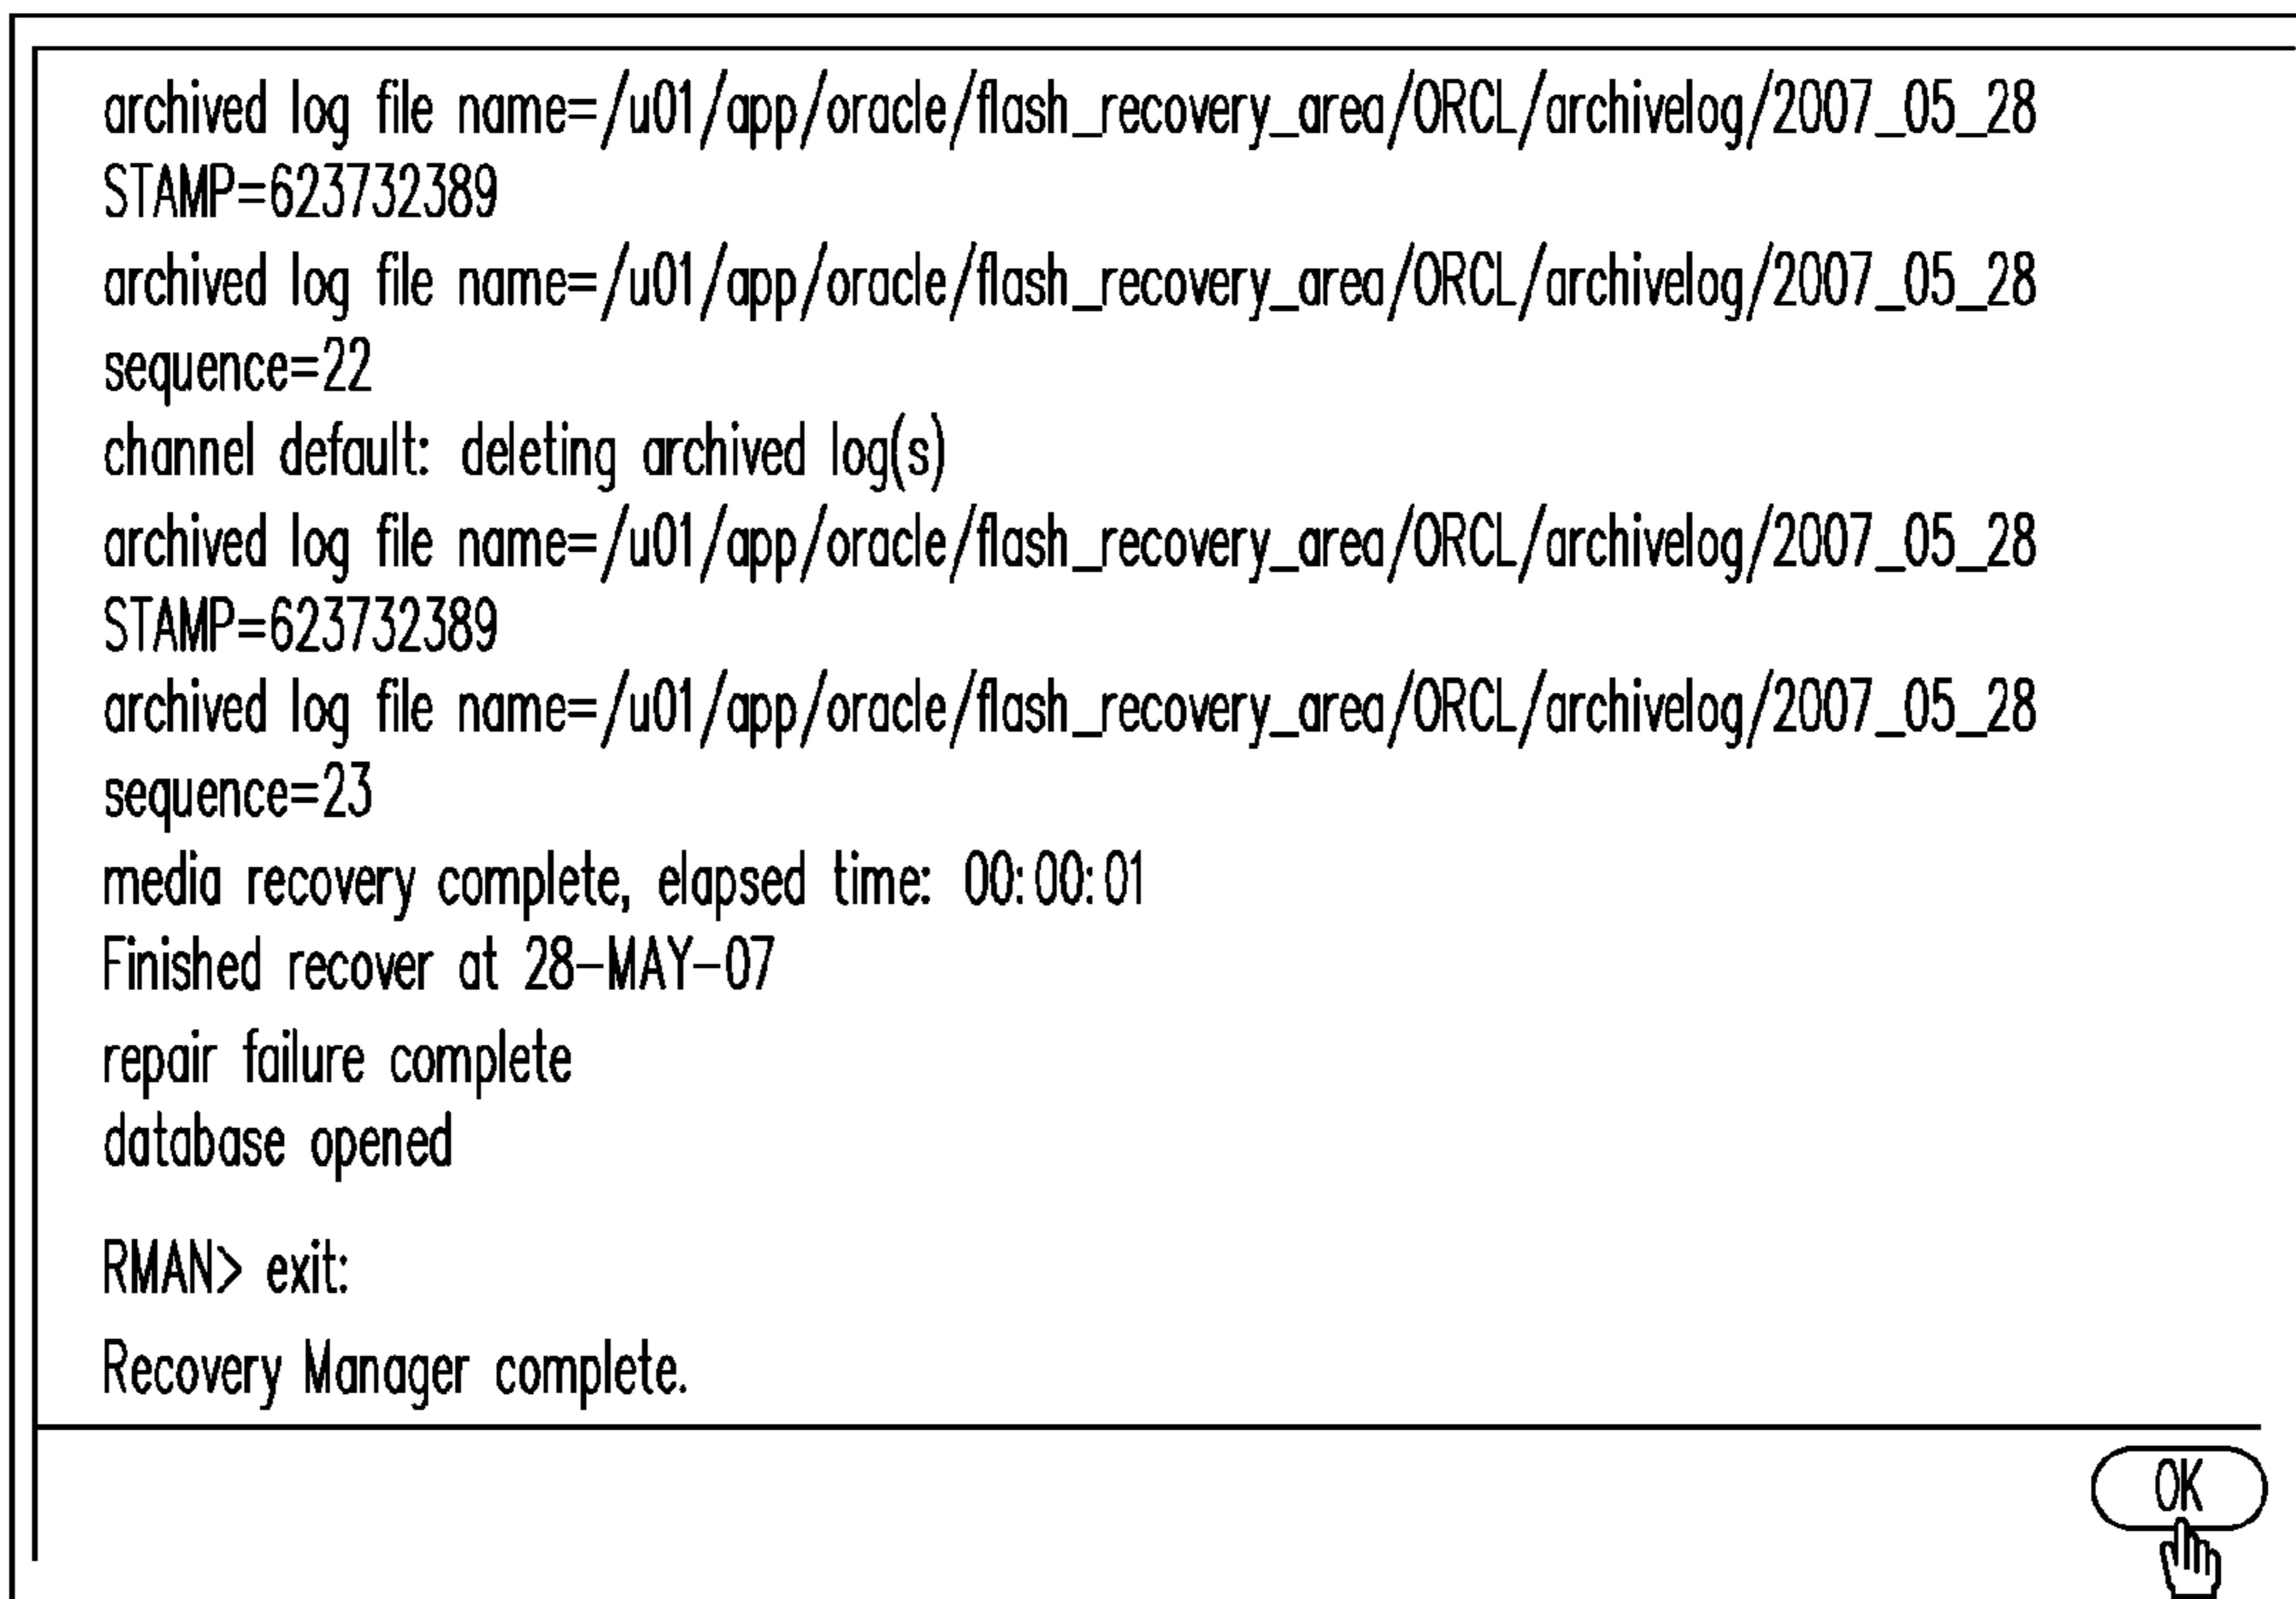 archived log file name=/u01/app/oracle/flash_recovery_area/ORCL/archivelog/2007_05_28
STAMP=623732389
archived log file name=/u01/app/oracle/flash_recovery_area/ORCL/archivelog/2007_05_28
sequence=22
channel default: deleting archived log(s)
archived log file name=/u01/app/oracle/flash_recovery_area/ORCL/archivelog/2007_05_28
STAMP=623732389
archived log file name=/u01/app/oracle/flash_recovery_area/ORCL/archivelog/2007_05_28
sequence=23
media recovery complete, elapsed time: 00:00:01
Finished recover at 28-MAY-07
repair failure complete
database opened
RMAN> exit:
Recovery Manager complete.
OK